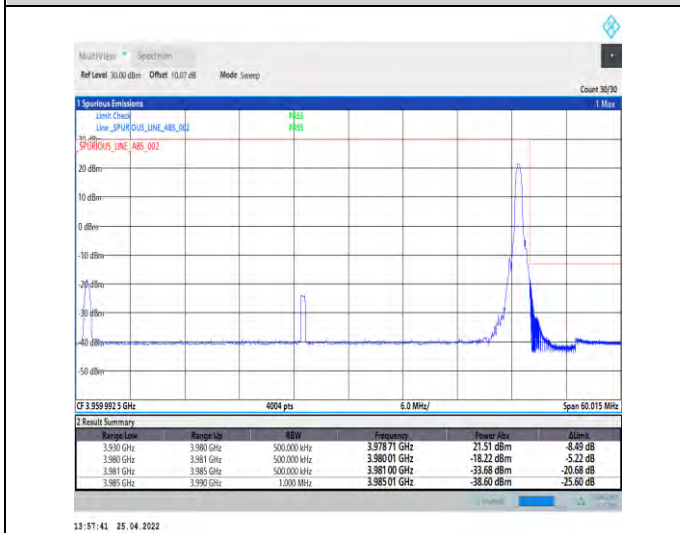 MultiView Spectrum
Ref Level 30.00 dBm Offset 10.07 dB Mode Sweep
Count 30/30
1 Spurious Emissions 1 Max
Limit Check PASS
Line _SPURIOUS_LINE_ABS_002 PASS
30 dBm
_SPURIOUS_LINE_ABS_002
20 dBm
10 dBm
0 dBm
-10 dBm
-20 dBm
-30 dBm
-40 dBm
-50 dBm
CF 3.959 992 5 GHz 4004 pts 6.0 MHz/ Span 60.015 MHz
2 Result Summary
Range Low Range Up RBW Frequency Power Abs ΔLimit
3.930 GHz 3.980 GHz 500.000 kHz 3.978 71 GHz 21.51 dBm -8.49 dB
3.980 GHz 3.981 GHz 500.000 kHz 3.980 01 GHz -18.22 dBm -5.22 dB
3.981 GHz 3.985 GHz 500.000 kHz 3.981 00 GHz -33.68 dBm -20.68 dB
3.985 GHz 3.990 GHz 1.000 MHz 3.985 01 GHz -38.60 dBm -25.60 dB
13:57:41 25.04.2022